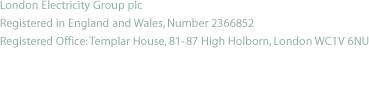 London Electricity Group plc
Registered in England and Wales, Number 2366852
Registered Office: Templar House, 81-87 High Holborn, London WC1V 6NU